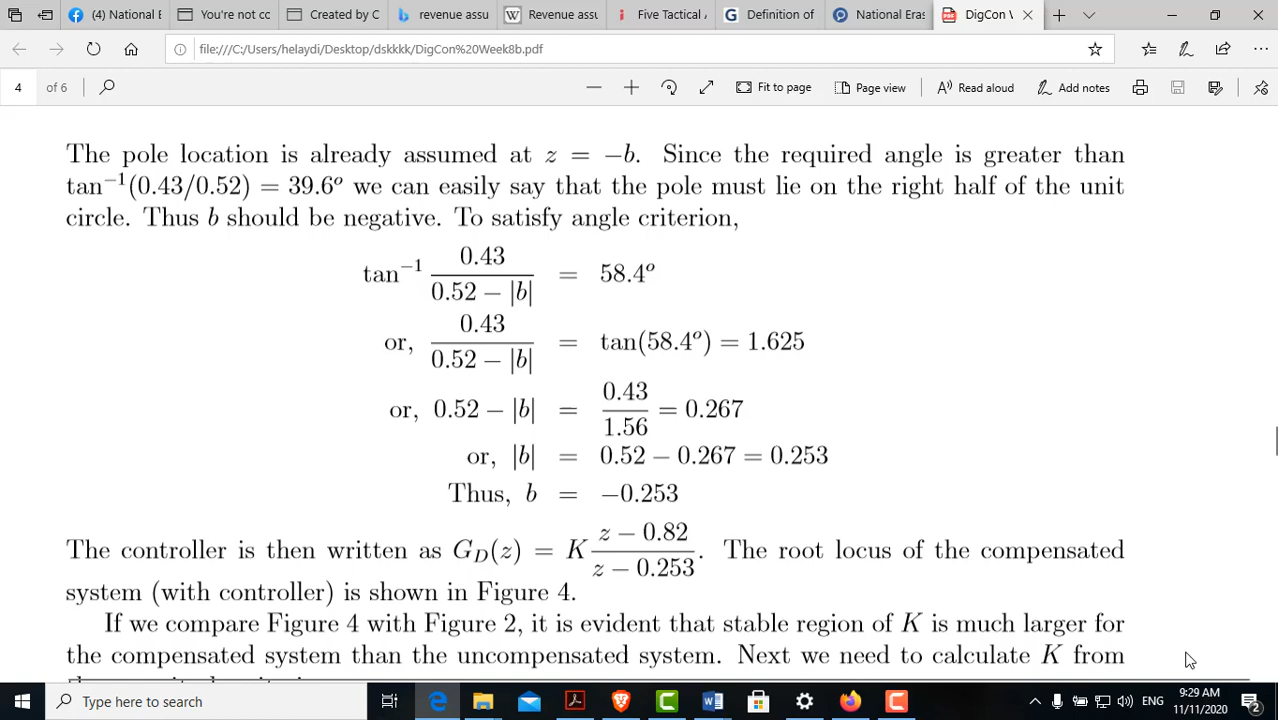 (4) National E
You're not co
Created by C
revenue assu
Revenue assu
Five Tactical A
Definition of
National Eras
DigCon W
file:///C:/Users/helaydi/Desktop/dskkkk/DigCon%20Week8b.pdf
4 of 6
Fit to page
Page view
Read aloud
Add notes
The pole location is already assumed at z = −b. Since the required angle is greater than
tan⁻¹(0.43/0.52) = 39.6º we can easily say that the pole must lie on the right half of the unit
circle. Thus b should be negative. To satisfy angle criterion,
tan⁻¹ 0.43/(0.52 − |b|) = 58.4º
or, 0.43/(0.52 − |b|) = tan(58.4º) = 1.625
or, 0.52 − |b| = 0.43/1.56 = 0.267
or, |b| = 0.52 − 0.267 = 0.253
Thus, b = −0.253
The controller is then written as G_D(z) = K (z − 0.82)/(z − 0.253). The root locus of the compensated
system (with controller) is shown in Figure 4.
If we compare Figure 4 with Figure 2, it is evident that stable region of K is much larger for
the compensated system than the uncompensated system. Next we need to calculate K from
Type here to search
ENG
9:29 AM
11/11/2020
2